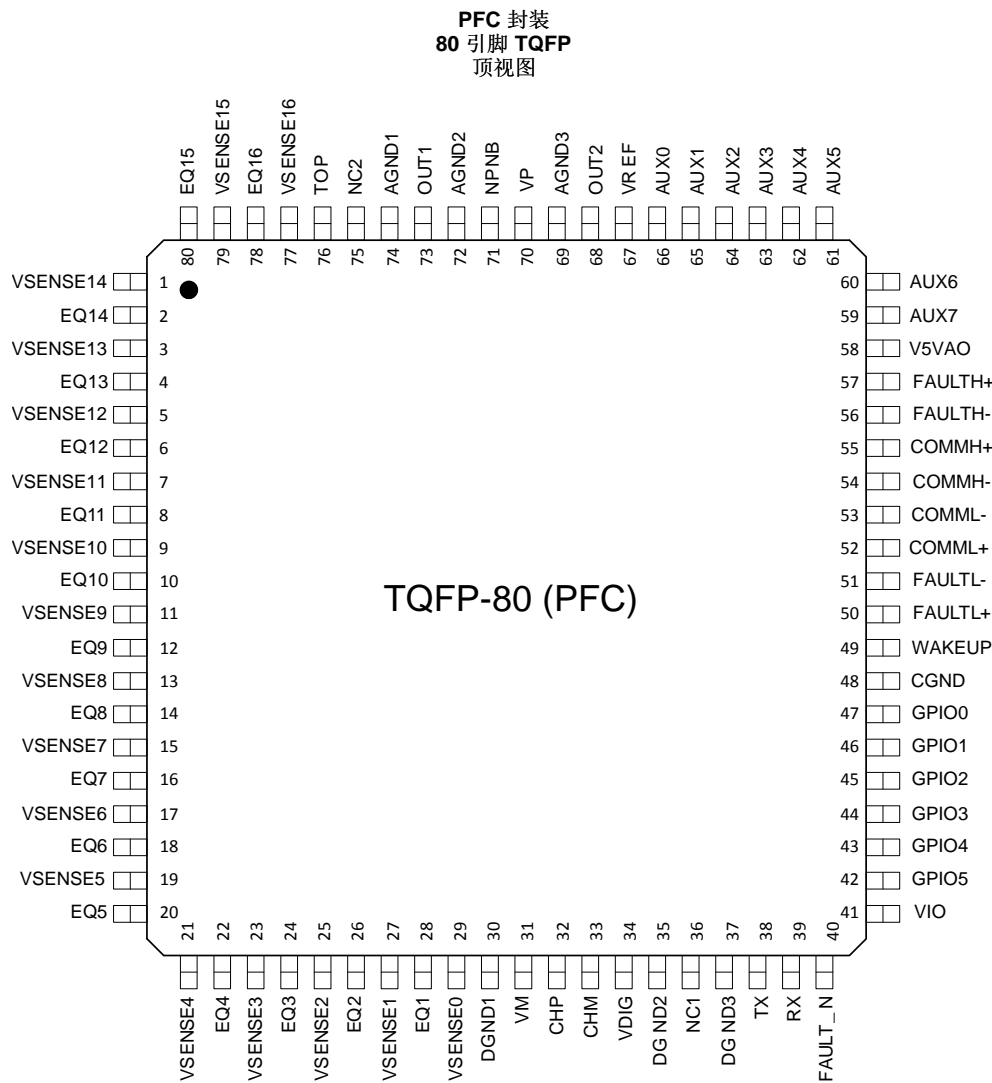 PFC 封装
80 引脚 TQFP
顶视图
EQ15
VSENSE15
EQ16
VSENSE16
TOP
NC2
AGND1
OUT1
AGND2
NPNB
VP
AGND3
OUT2
VREF
AUX0
AUX1
AUX2
AUX3
AUX4
AUX5
80
79
78
77
76
75
74
73
72
71
70
69
68
67
66
65
64
63
62
61
VSENSE14 1
EQ14 2
VSENSE13 3
EQ13 4
VSENSE12 5
EQ12 6
VSENSE11 7
EQ11 8
VSENSE10 9
EQ10 10
VSENSE9 11
EQ9 12
VSENSE8 13
EQ8 14
VSENSE7 15
EQ7 16
VSENSE6 17
EQ6 18
VSENSE5 19
EQ5 20
TQFP-80 (PFC)
60 AUX6
59 AUX7
58 V5VAO
57 FAULTH+
56 FAULTH-
55 COMMH+
54 COMMH-
53 COMML-
52 COMML+
51 FAULTL-
50 FAULTL+
49 WAKEUP
48 CGND
47 GPIO0
46 GPIO1
45 GPIO2
44 GPIO3
43 GPIO4
42 GPIO5
41 VIO
21
22
23
24
25
26
27
28
29
30
31
32
33
34
35
36
37
38
39
40
VSENSE4
EQ4
VSENSE3
EQ3
VSENSE2
EQ2
VSENSE1
EQ1
VSENSE0
DGND1
VM
CHP
CHM
VDIG
DGND2
NC1
DGND3
TX
RX
FAULT_N